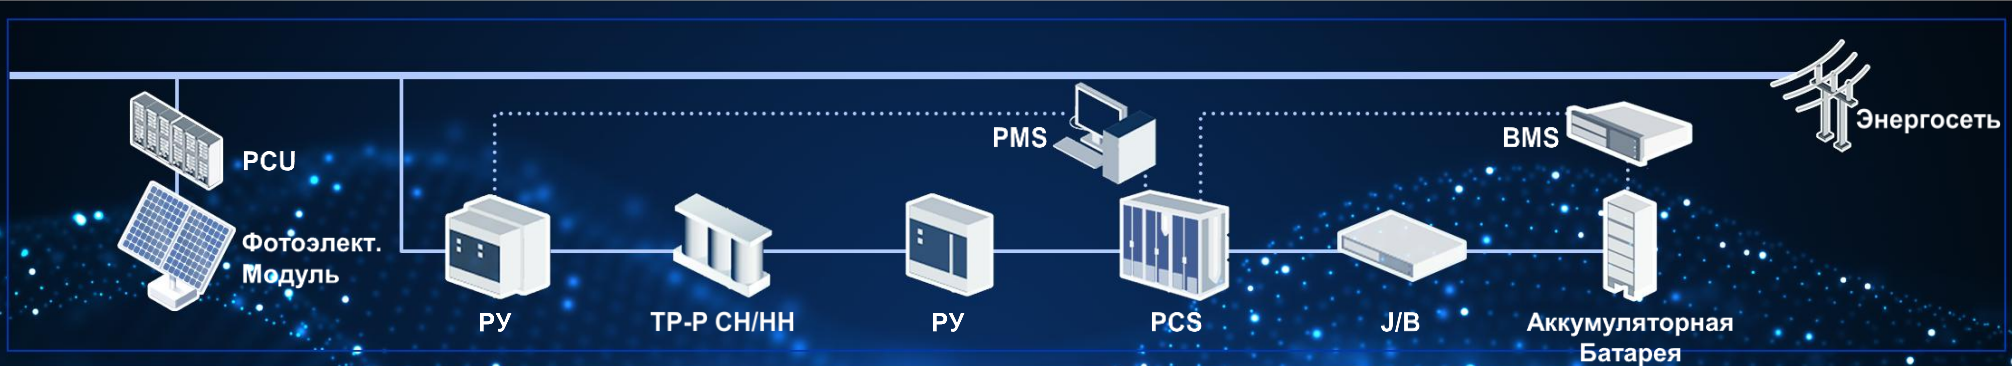 PCU
Фотоэлект.
Модуль
РУ
ТР-Р СН/НН
РУ
PMS
PCS
J/B
BMS
Аккумуляторная
Батарея
Энергосеть